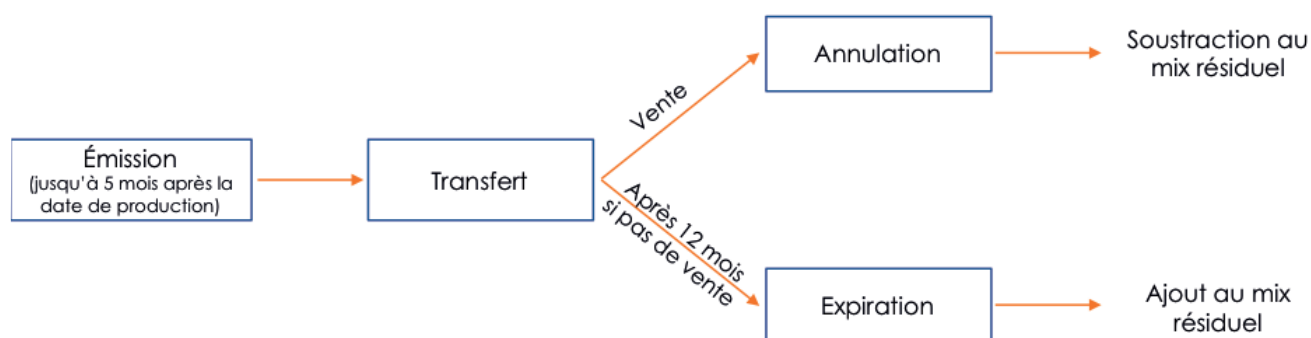 Émission
(jusqu'à 5 mois après la
date de production)
Transfert
Vente
Après 12 mois
si pas de vente
Annulation
Soustraction au
mix résiduel
Expiration
Ajout au mix
résiduel